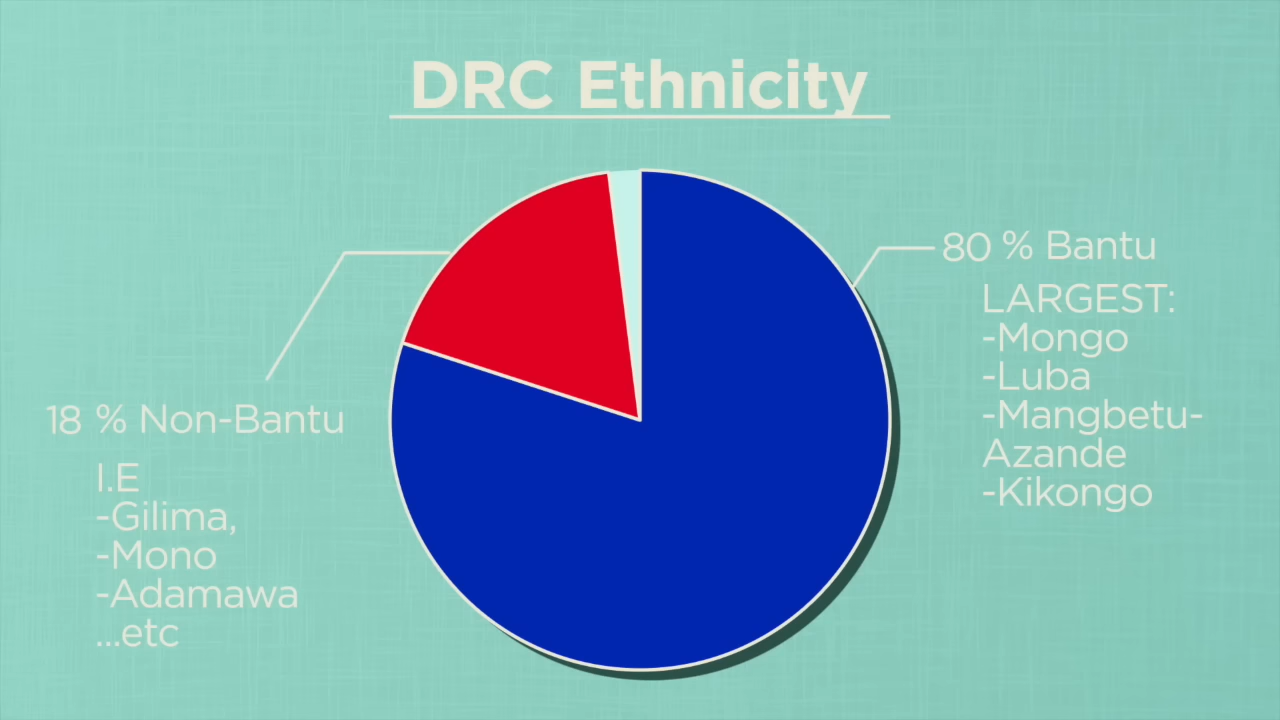 DRC Ethnicity
80 % Bantu
LARGEST:
-Mongo
-Luba
-Mangbetu-
Azande
-Kikongo
18 % Non-Bantu
I.E
-Gilima,
-Mono
-Adamawa
...etc